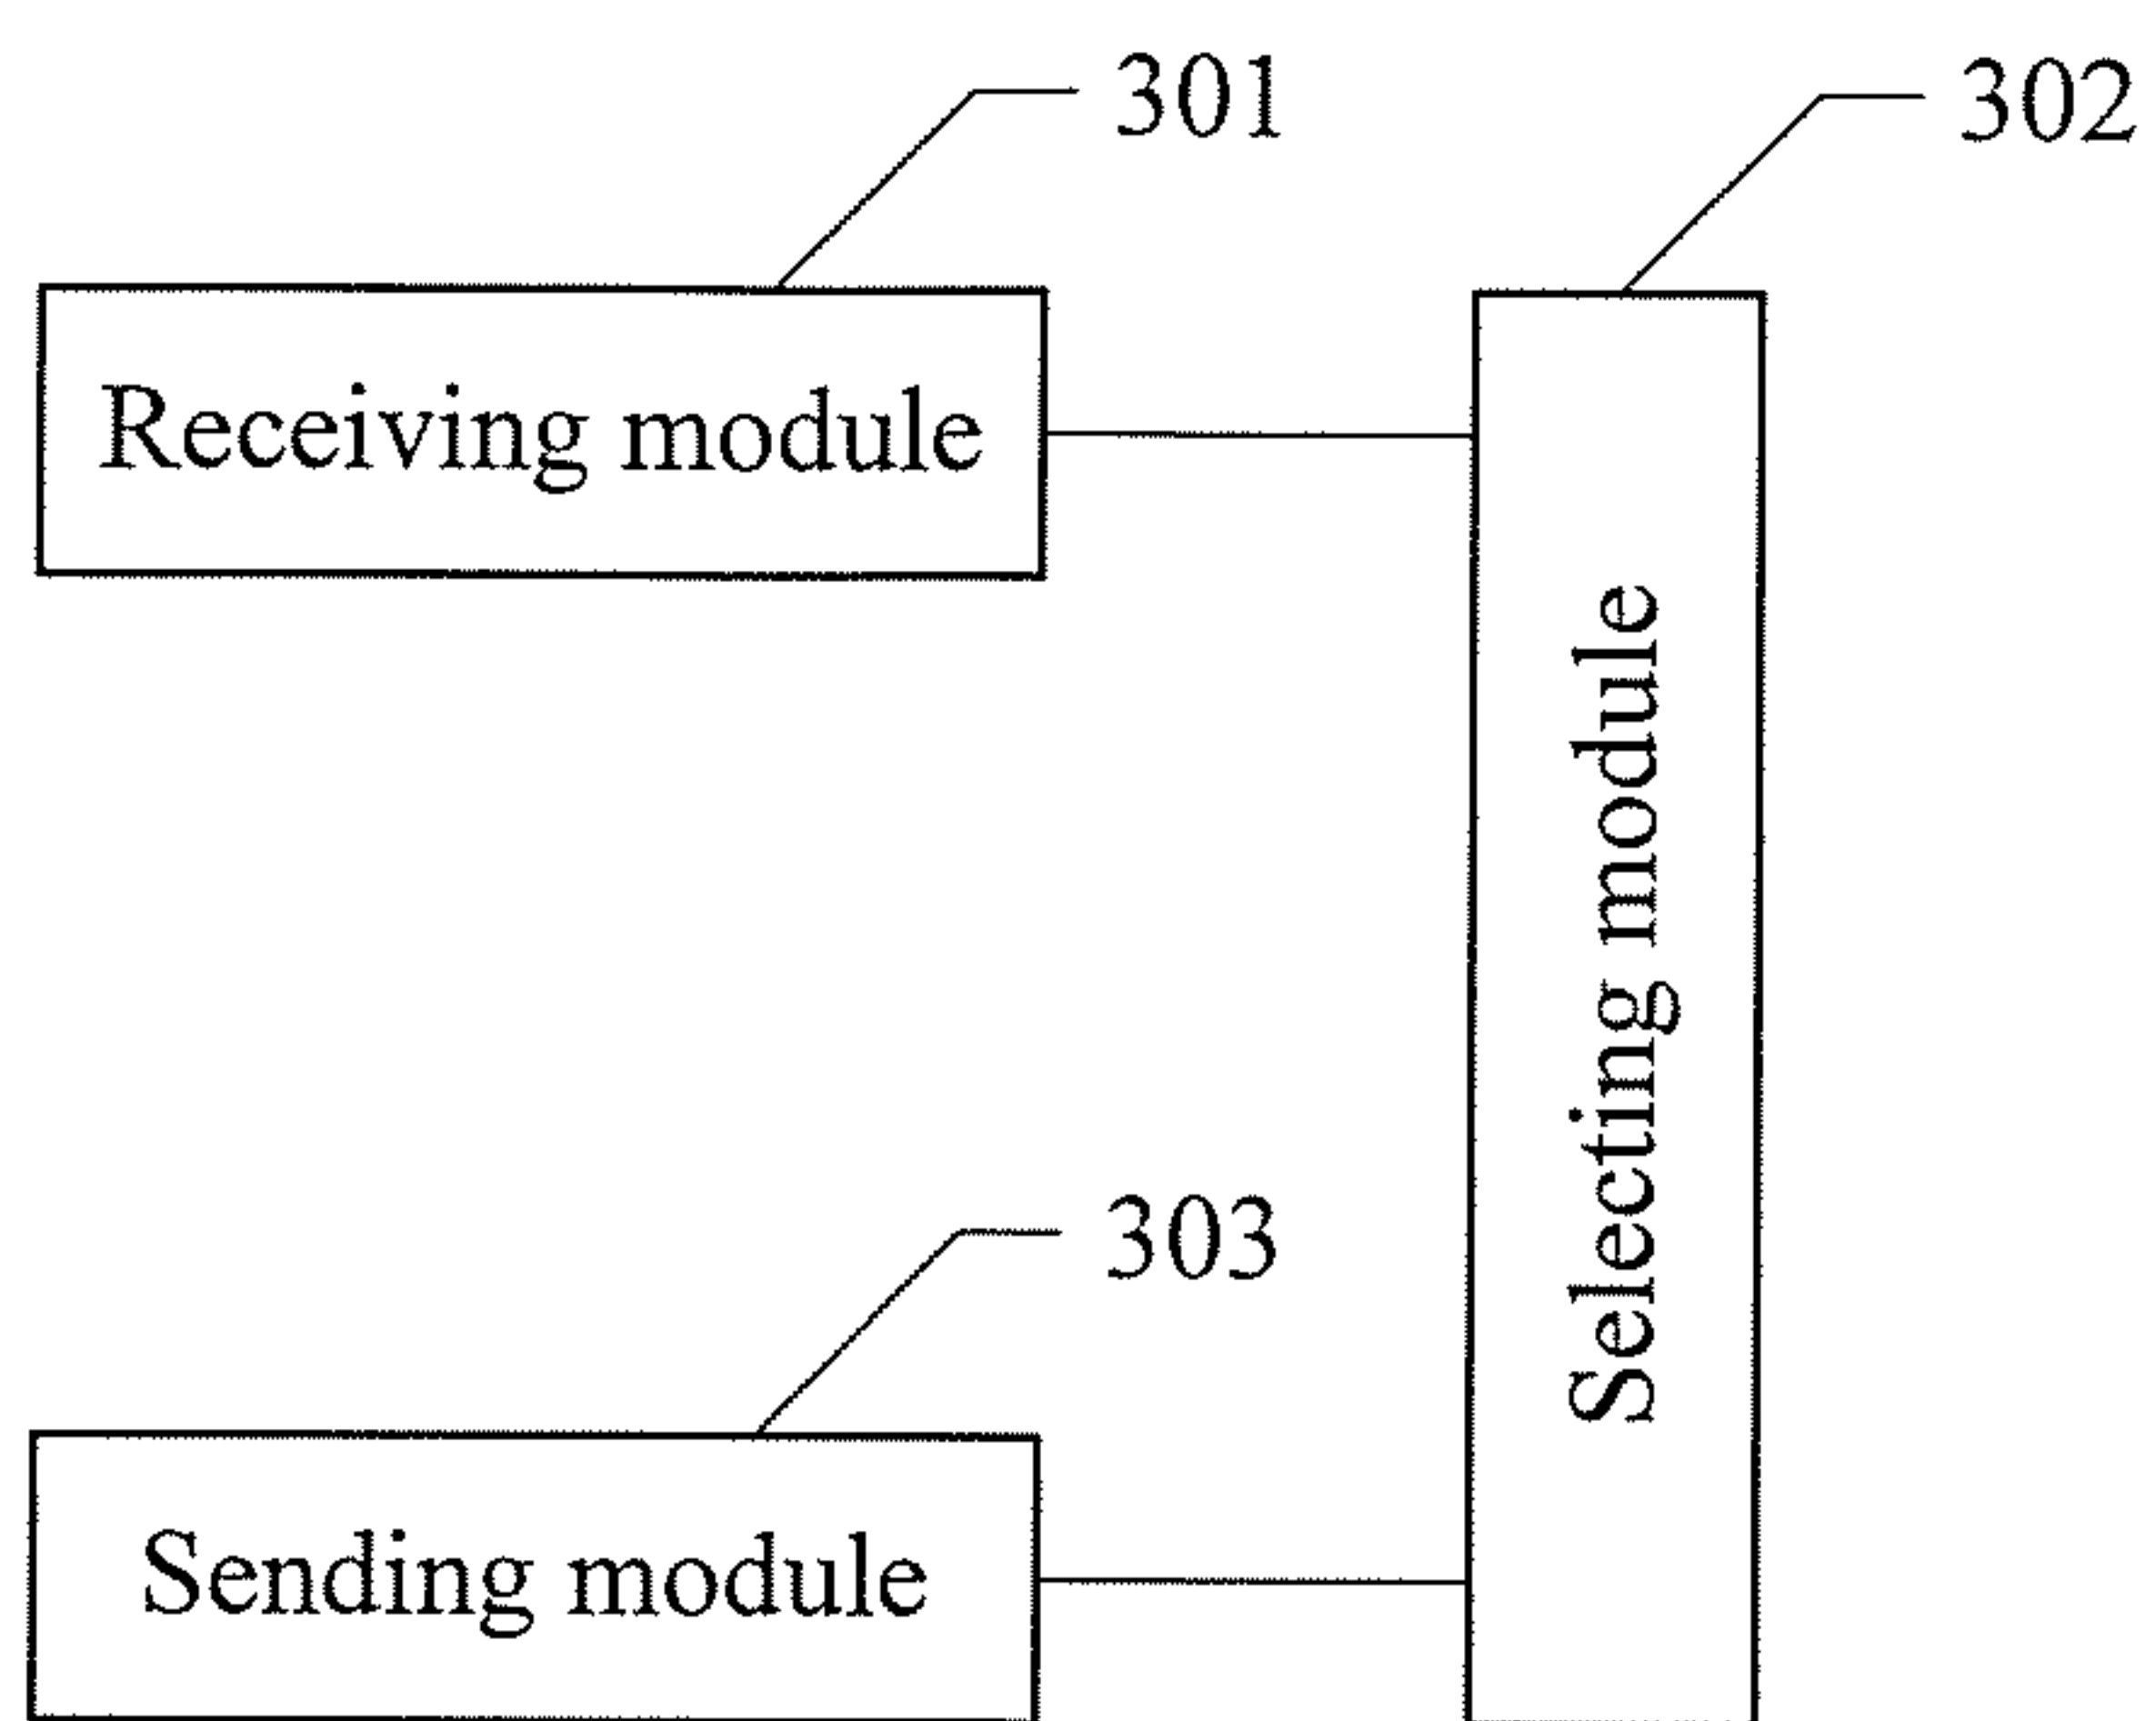 301
302
Receiving module
Selecting module
303
Sending module